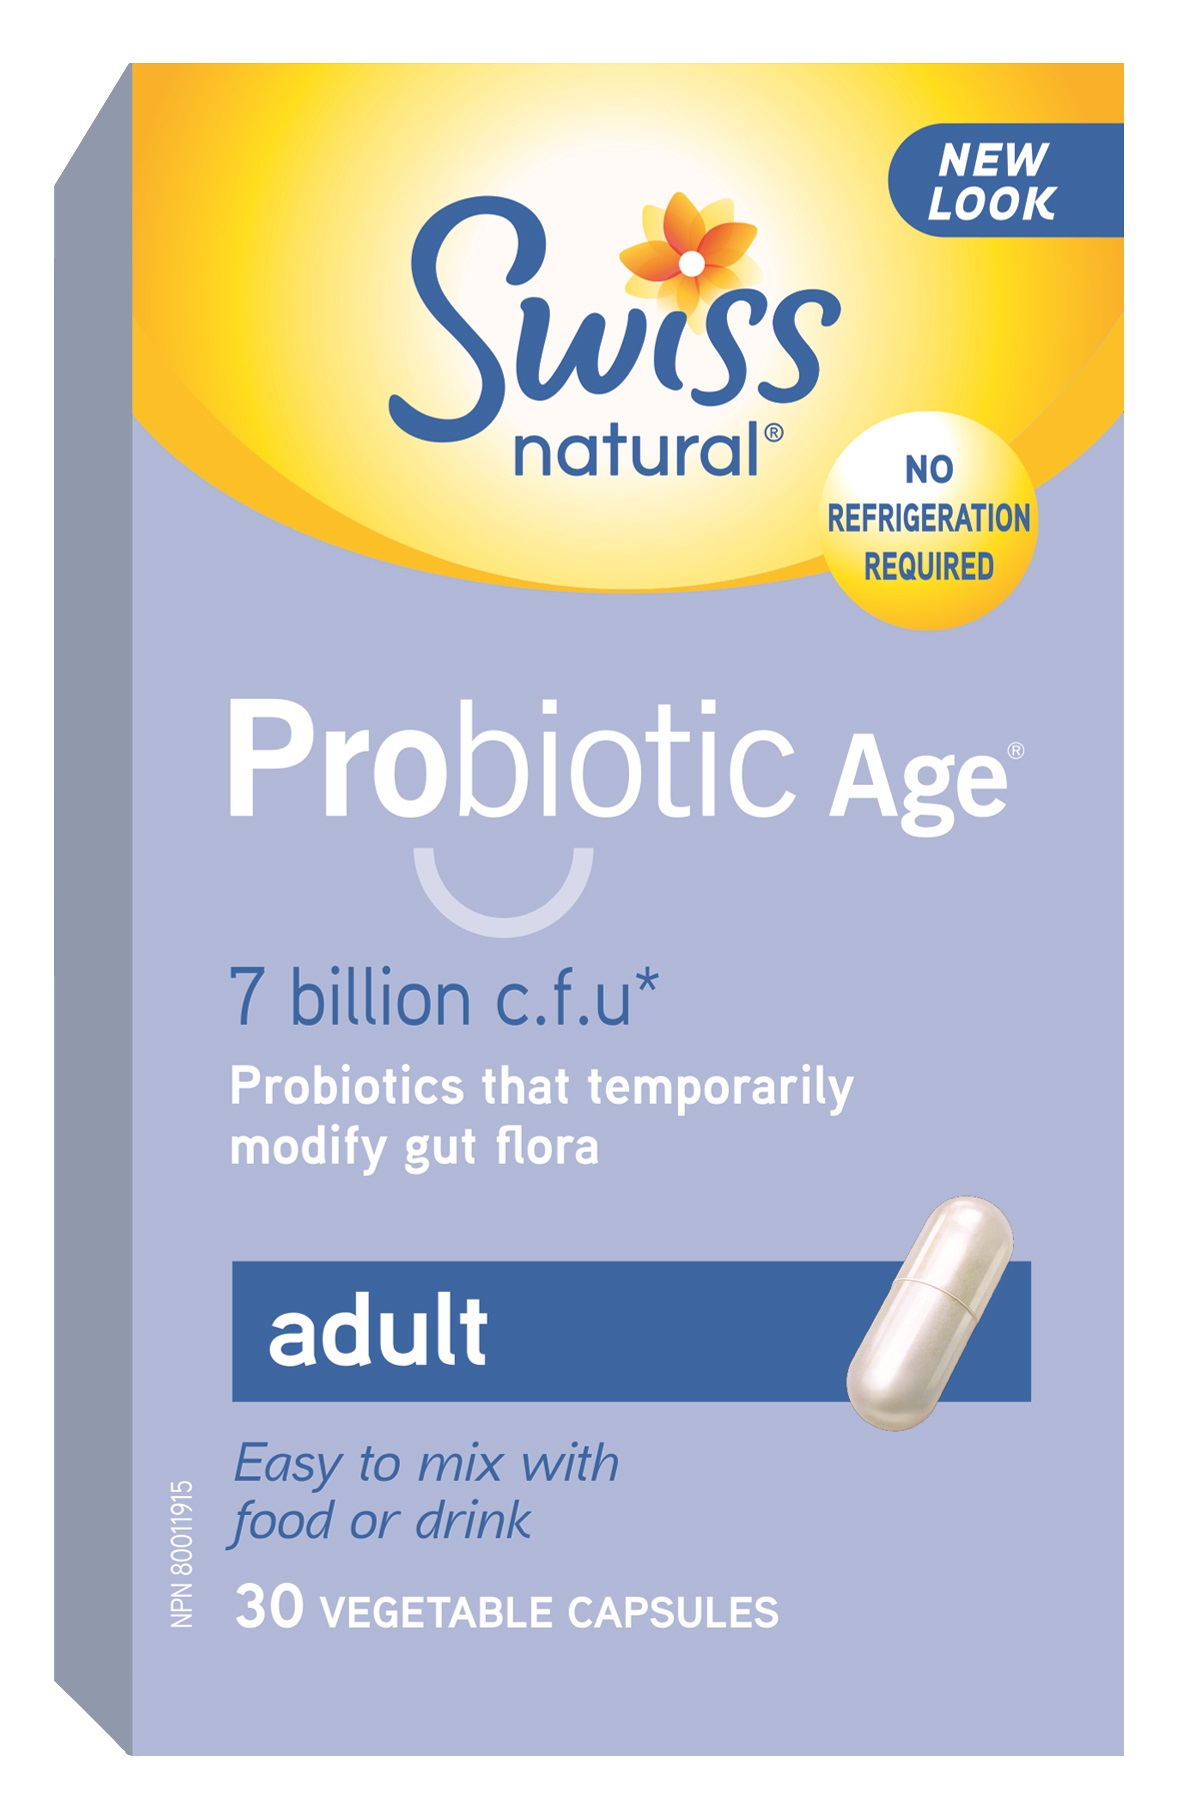 NEW
LOOK
Swiss
natural®
NO
REFRIGERATION
REQUIRED
Probiotic Age®
7 billion c.f.u*
Probiotics that temporarily
modify gut flora
adult
Easy to mix with
food or drink
30 VEGETABLE CAPSULES
NPN 80011915